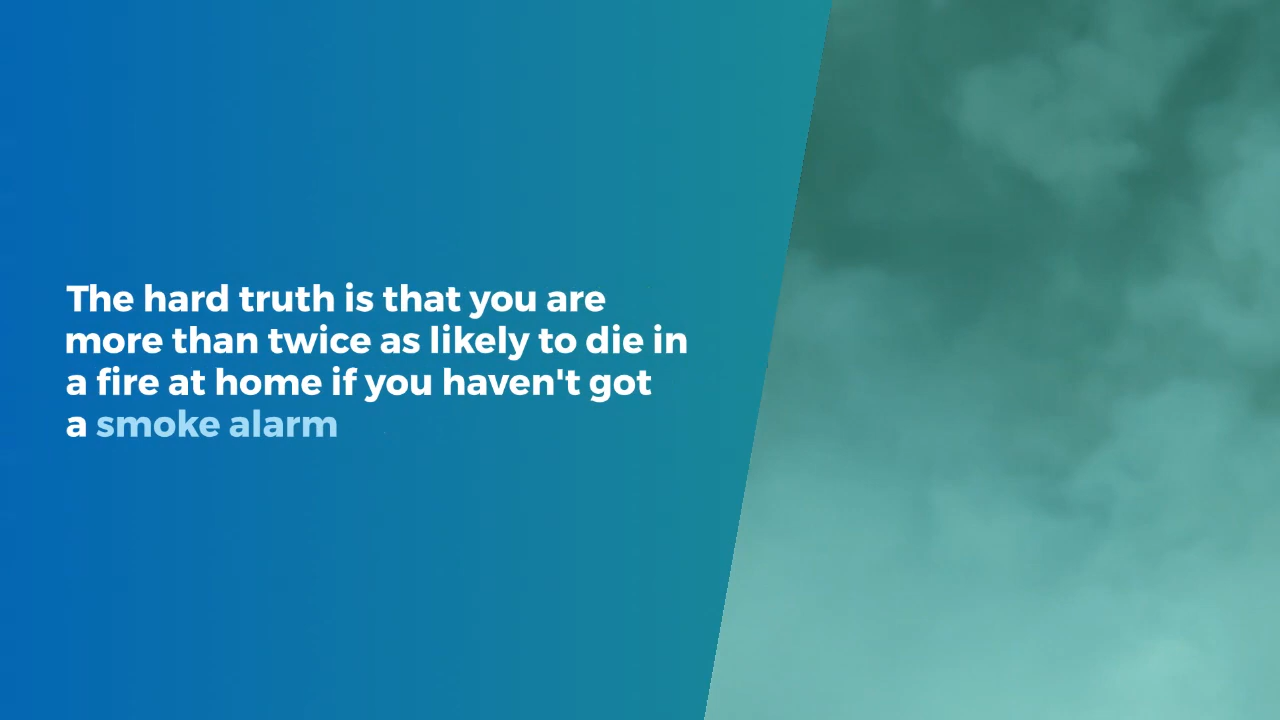 The hard truth is that you are
more than twice as likely to die in
a fire at home if you haven't got
a smoke alarm